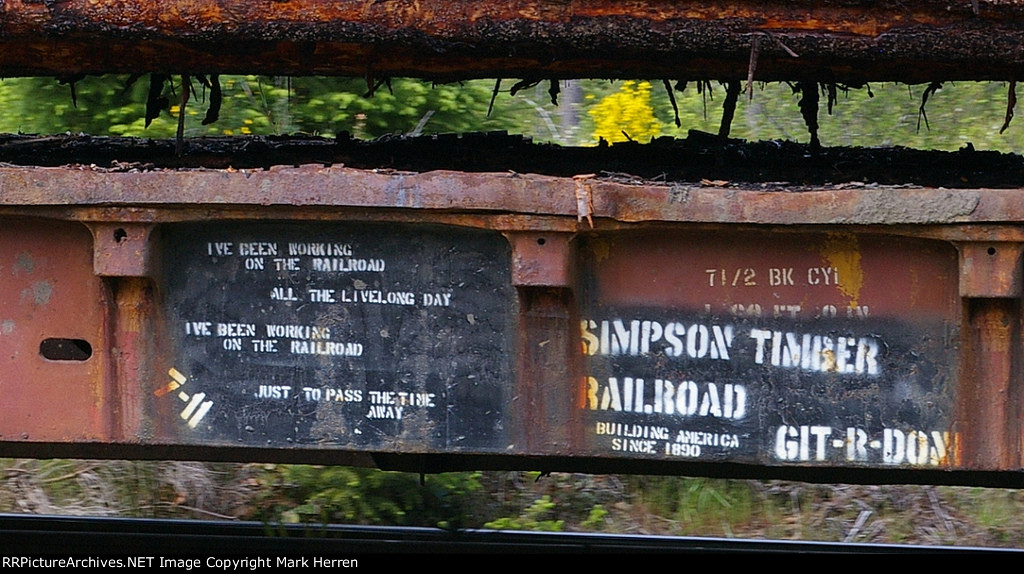 IVE BEEN WORKING
ON THE RAILROAD
ALL THE LIVELONG DAY
IVE BEEN WORKING
ON THE RAILROAD
JUST TO PASS THE TIME
AWAY
T1/2 BK CYL
SIMPSON TIMBER
RAILROAD
BUILDING AMERICA
SINCE 1890
GIT-R-DON
RRPictureArchives.NET Image Copyright Mark Herren